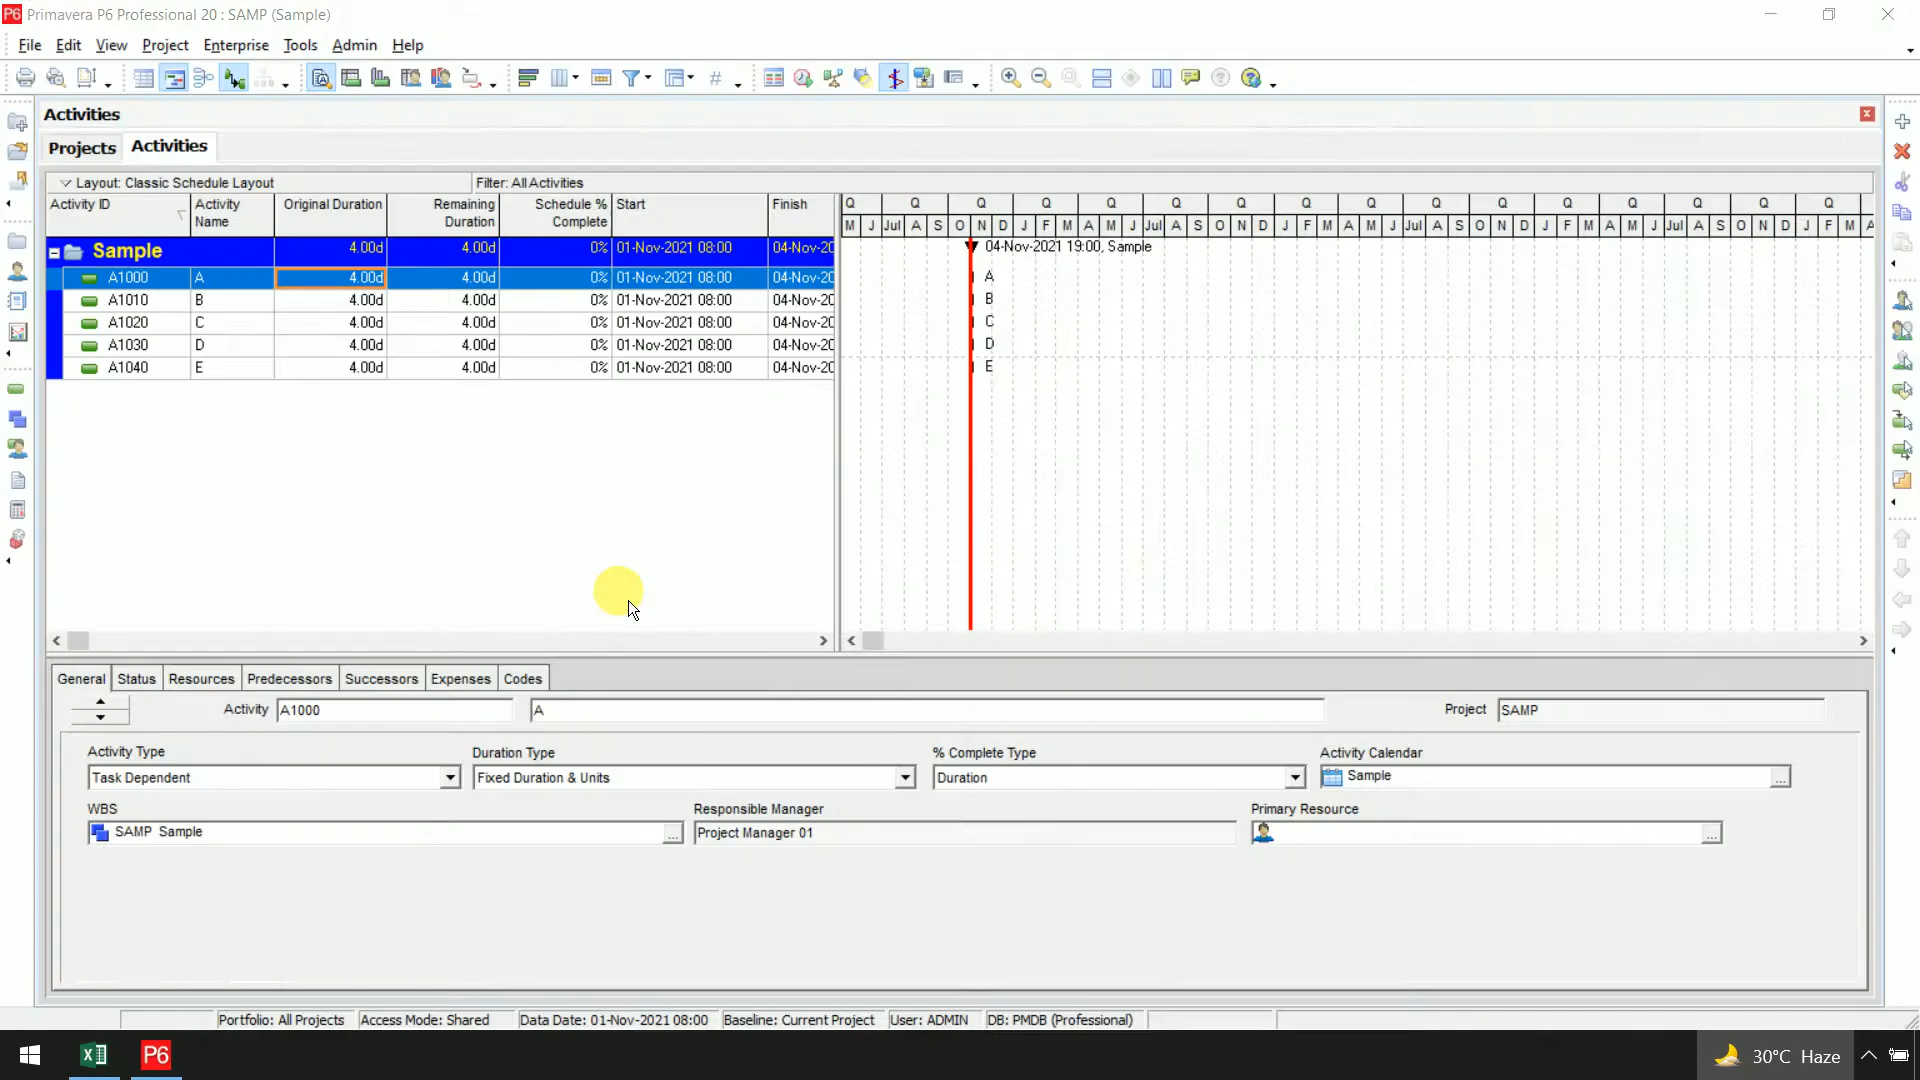 P6 Primavera P6 Professional 20 : SAMP (Sample)
File Edit View Project Enterprise Tools Admin Help
Activities
Projects Activities
Layout: Classic Schedule Layout Filter: All Activities
Activity ID Activity Name Original Duration Remaining Duration Schedule % Complete Start Finish
Q Q Q Q Q Q Q Q Q Q Q Q Q Q Q Q
M J Jul A S O N D J F M A M J Jul A S O N D J F M A M J Jul A S O N D J F M A M J Jul A S O N D J F M A
Sample 4.00d 4.00d 0% 01-Nov-2021 08:00 04-Nov-20
04-Nov-2021 19:00, Sample
A1000 A 4.00d 4.00d 0% 01-Nov-2021 08:00 04-Nov-20 A
A1010 B 4.00d 4.00d 0% 01-Nov-2021 08:00 04-Nov-20 B
A1020 C 4.00d 4.00d 0% 01-Nov-2021 08:00 04-Nov-20 C
A1030 D 4.00d 4.00d 0% 01-Nov-2021 08:00 04-Nov-20 D
A1040 E 4.00d 4.00d 0% 01-Nov-2021 08:00 04-Nov-20 E
General Status Resources Predecessors Successors Expenses Codes
Activity A1000 A Project SAMP
Activity Type Duration Type % Complete Type Activity Calendar
Task Dependent Fixed Duration & Units Duration Sample
WBS Responsible Manager Primary Resource
SAMP Sample Project Manager 01
Portfolio: All Projects Access Mode: Shared Data Date: 01-Nov-2021 08:00 Baseline: Current Project User: ADMIN DB: PMDB (Professional)
P6 30°C Haze